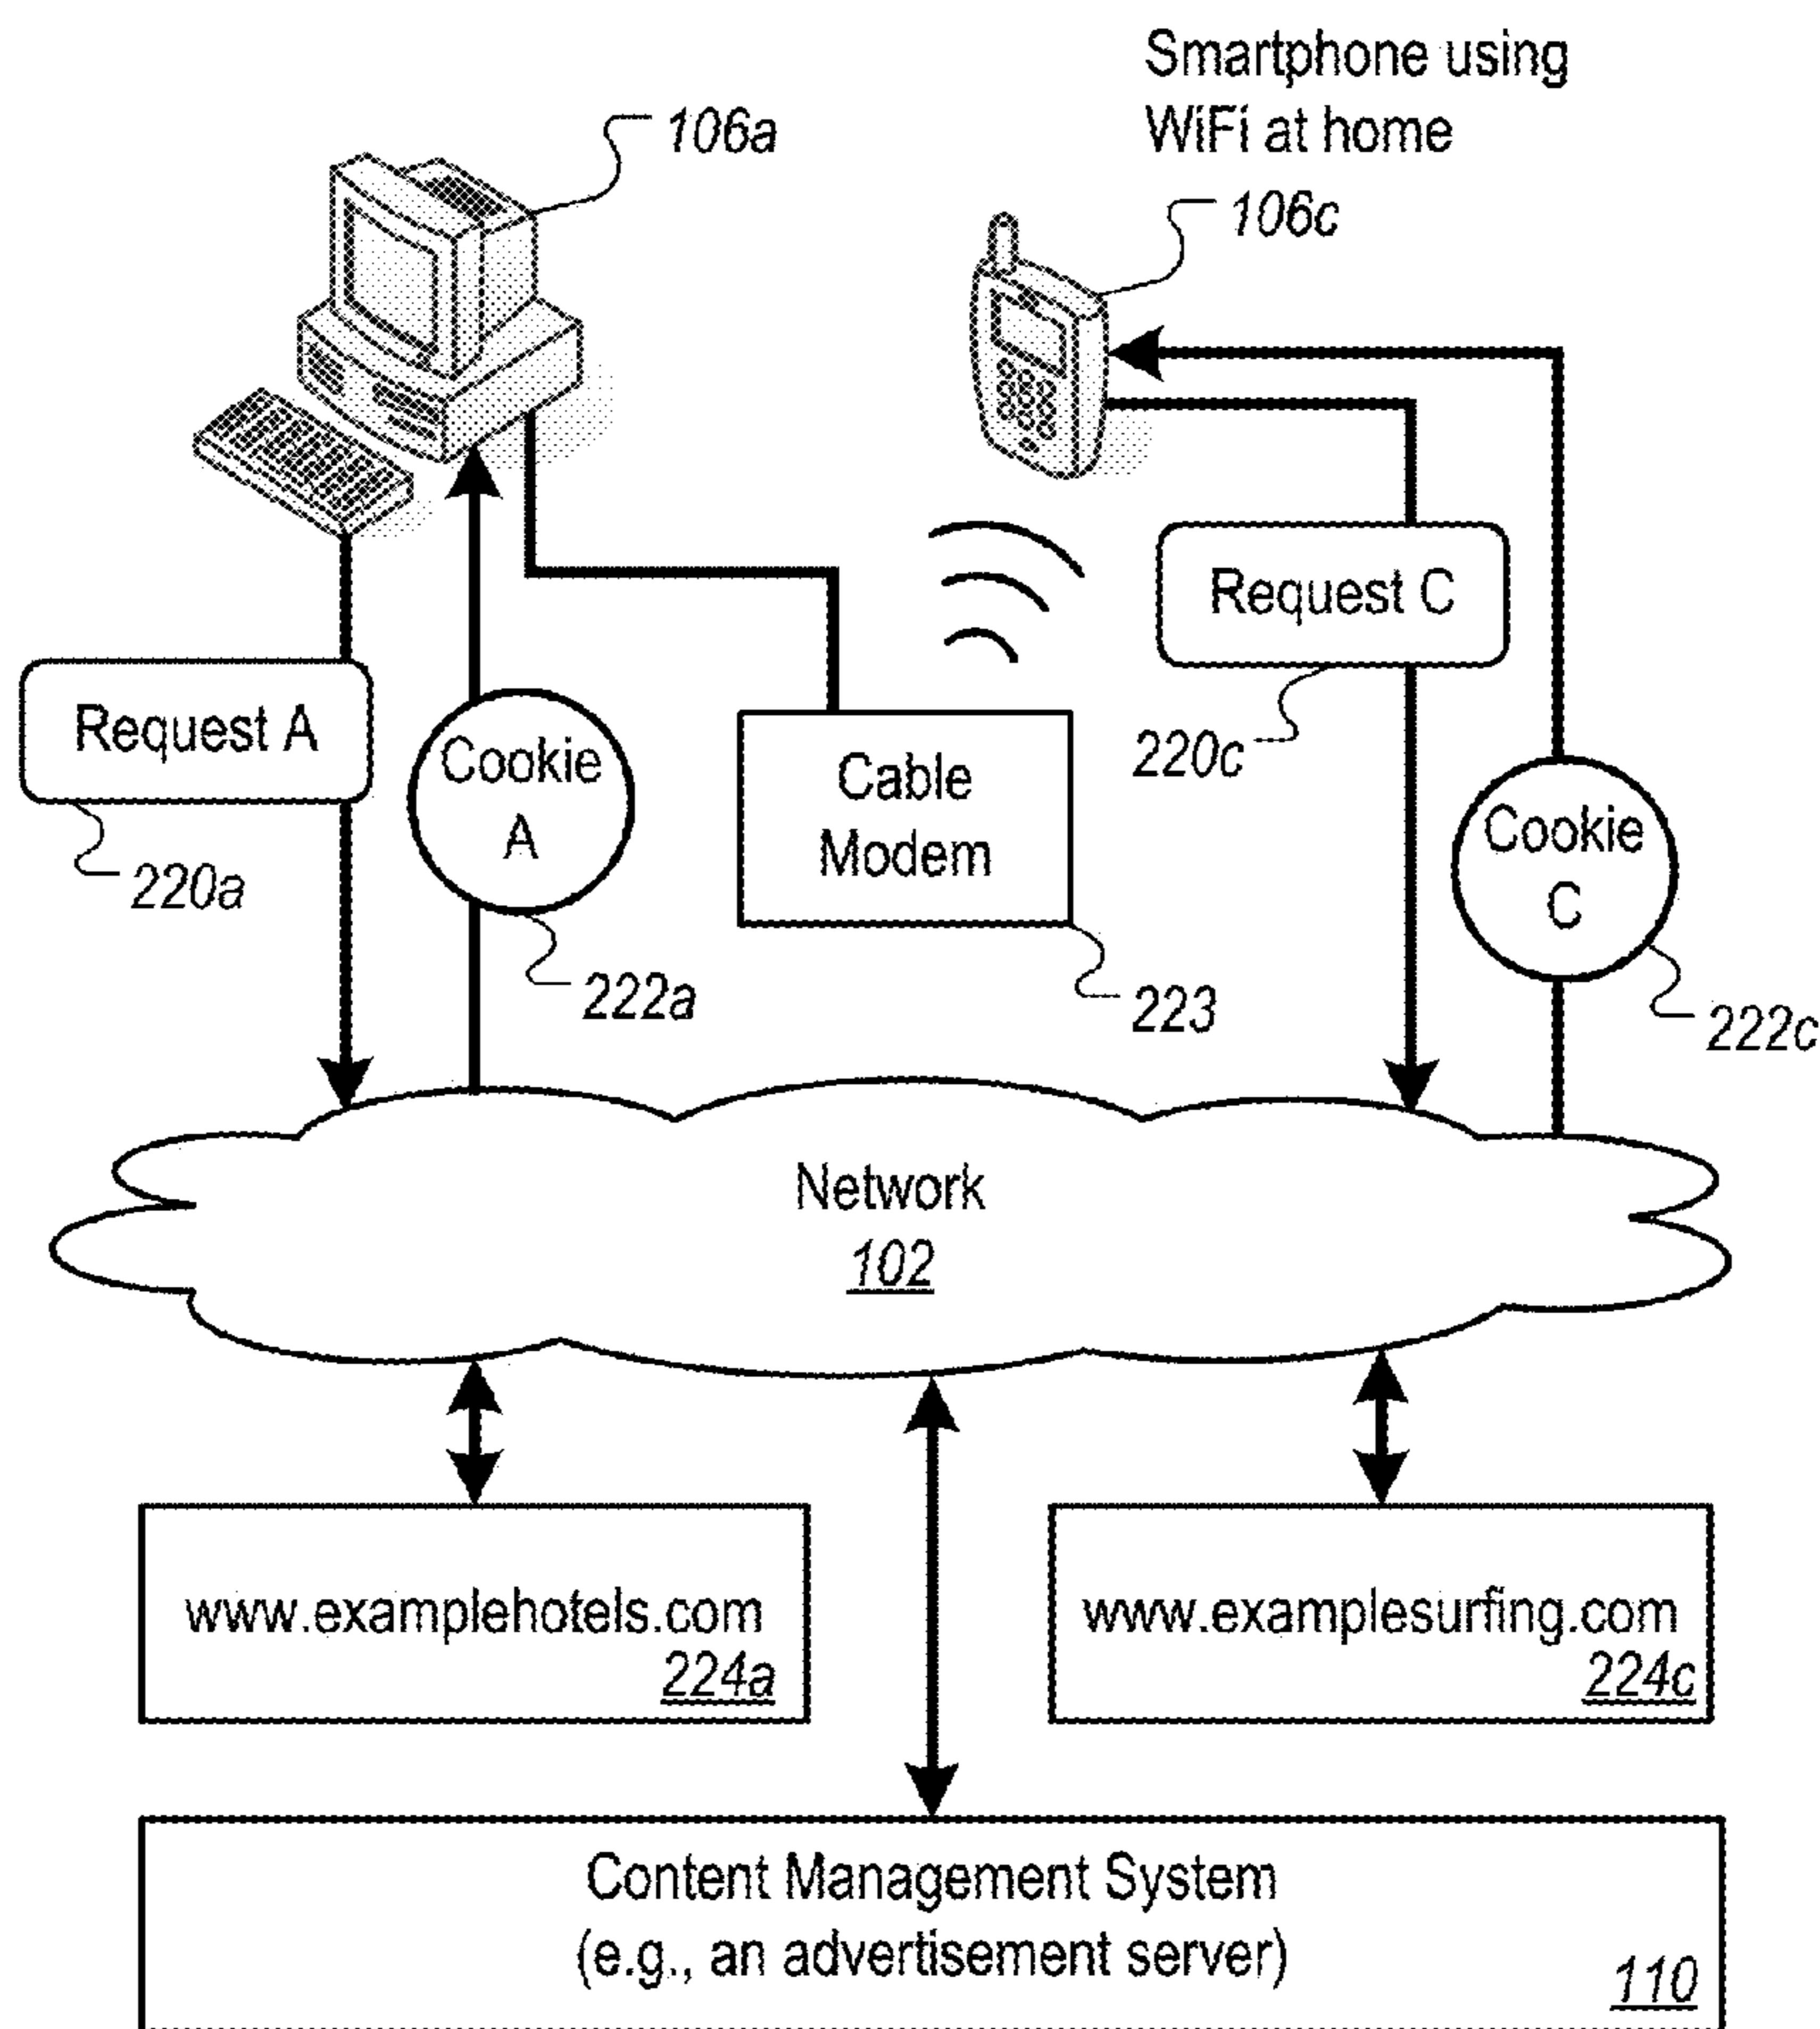 Smartphone using
WiFi at home
106a
106c
Request C
Request A
Cookie
A
Cable
Modem
220c
Cookie
C
220a
222a
223
222c
Network
102
www.examplehotels.com
224a
www.examplesurfing.com
224c
Content Management System
(e.g., an advertisement server)
110